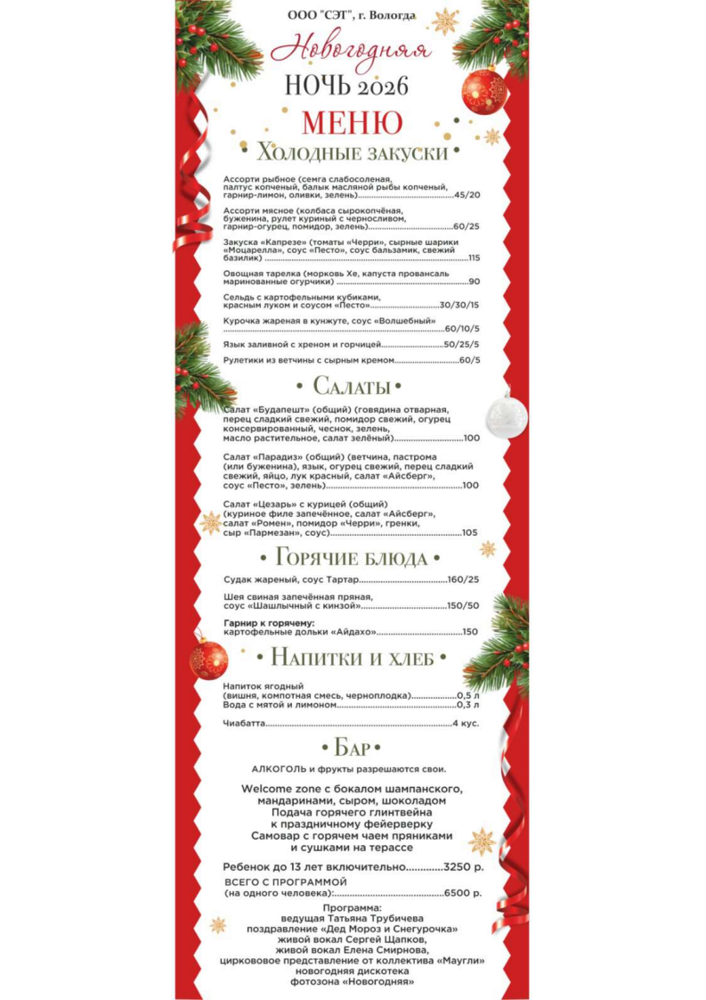 ООО "СЭТ", г. Вологда
Новогодняя
НОЧЬ 2026
МЕНЮ
• Холодные закуски •
Ассорти рыбное (семга слабосоленая,
палтус копченый, балык масляной рыбы копченый,
гарнир-лимон, оливки, зелень)...................................................45/20
Ассорти мясное (колбаса сырокопчёная,
буженина, рулет куриный с черносливом,
гарнир-огурец, помидор, зелень)..............................................60/25
Закуска «Капрезе» (томаты «Черри», сырные шарики
«Моцарелла», соус «Песто», соус бальзамик, свежий
базилик) ..................................................................................115
Овощная тарелка (морковь Хе, капуста провансаль
маринованные огурчики) .....................................................90
Сельдь с картофельными кубиками,
красным луком и соусом «Песто»............................30/30/15
Курочка жареная в кунжуте, соус «Волшебный»
.........................................................................................60/10/5
Язык заливной с хреном и горчицей.........................50/25/5
Рулетики из ветчины с сырным кремом..........................60/5
• Салаты •
Салат «Будапешт» (общий) (говядина отварная,
перец сладкий свежий, помидор свежий, огурец
консервированный, чеснок, зелень,
масло растительное, салат зелёный)............................100
Салат «Парадиз» (общий) (ветчина, пастрома
(или буженина), язык, огурец свежий, перец сладкий
свежий, яйцо, лук красный, салат «Айсберг»,
соус «Песто», зелень).......................................................100
Салат «Цезарь» с курицей (общий)
(куриное филе запечённое, салат «Айсберг»,
салат «Ромен», помидор «Черри», гренки,
сыр «Пармезан», соус).....................................................105
• Горячие блюда •
Судак жареный, соус Тартар....................................160/25
Шея свиная запечённая пряная,
соус «Шашлычный с кинзой»...................................150/50
Гарнир к горячему:
картофельные дольки «Айдахо»...................................150
• Напитки и хлеб •
Напиток ягодный
(вишня, компотная смесь, черноплодка)...................0,5 л
Вода с мятой и лимоном................................................0,3 л
Чиабатта...........................................................................4 кус.
• Бар •
АЛКОГОЛЬ и фрукты разрешаются свои.
Welcome zone с бокалом шампанского,
мандаринами, сыром, шоколадом
Подача горячего глинтвейна
к праздничному фейерверку
Самовар с горячем чаем пряниками
и сушками на терассе
Ребенок до 13 лет включительно.............3250 р.
ВСЕГО С ПРОГРАММОЙ
(на одного человека):.......................................6500 р.
Программа:
ведущая Татьяна Трубичева
поздравление «Дед Мороз и Снегурочка»
живой вокал Сергей Щапков,
живой вокал Елена Смирнова,
циркововое представление от коллектива «Маугли»
новогодняя дискотека
фотозона «Новогодняя»